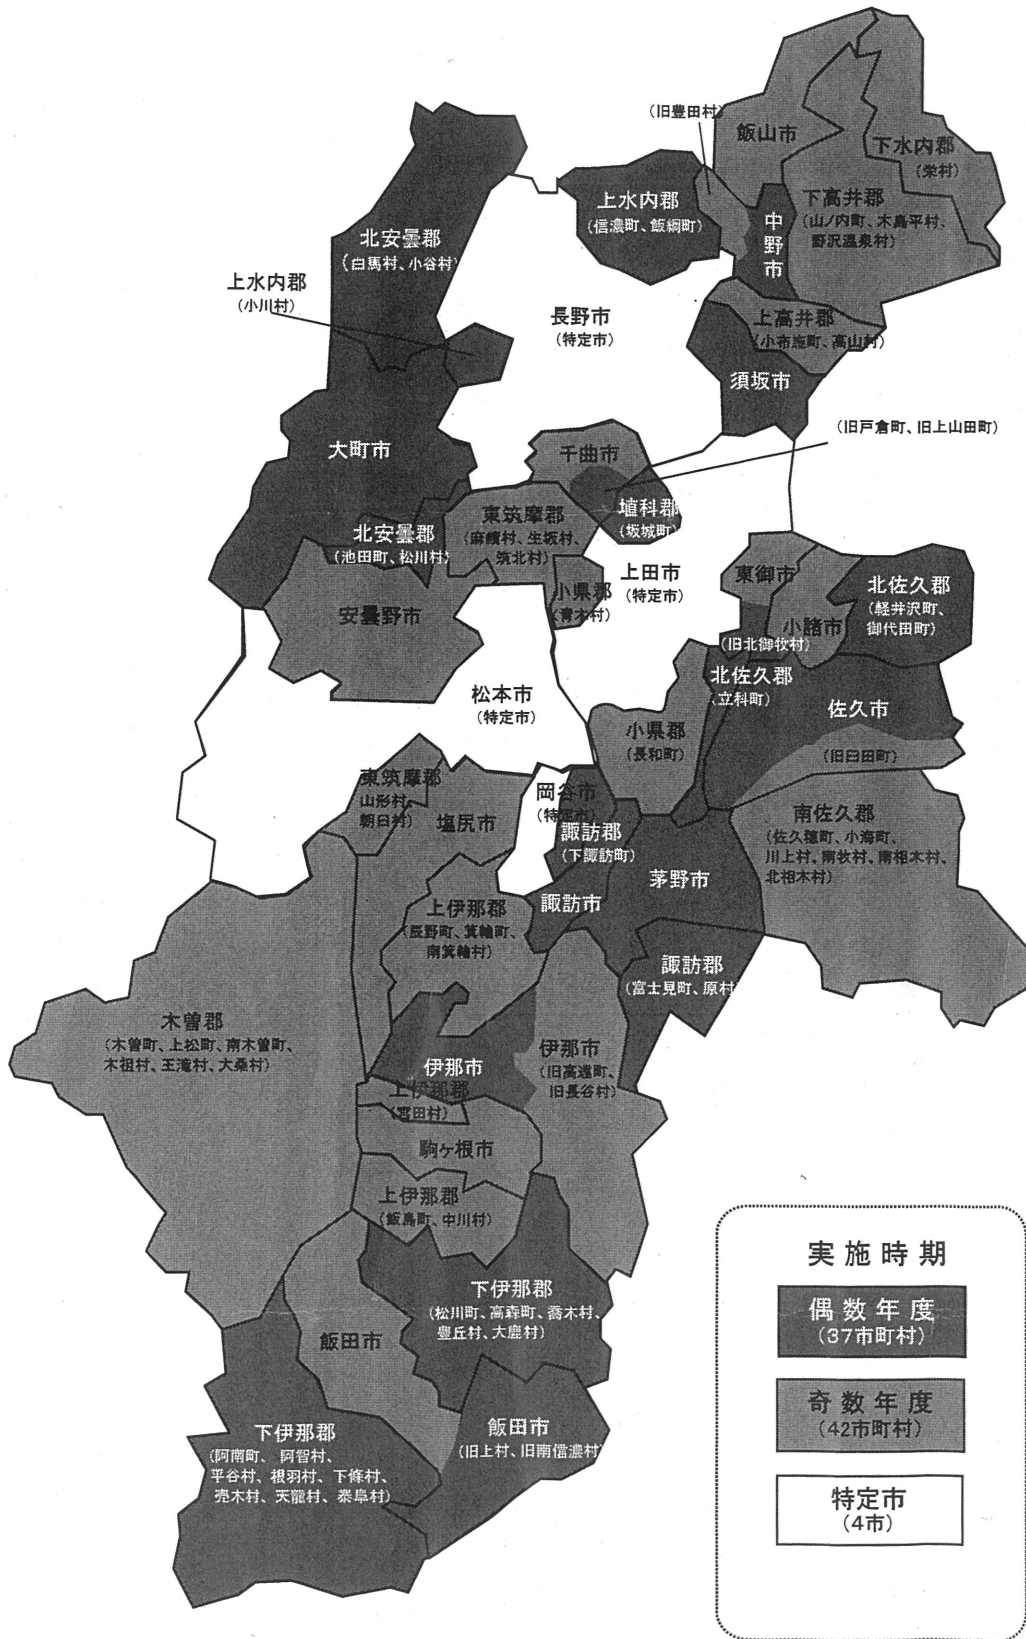 (旧豊田村)
飯山市
下水内郡
(栄村)
上水内郡
(信濃町、飯綱町)
下高井郡
(山ノ内町、木島平村、
野沢温泉村)
中野市
北安曇郡
(白馬村、小谷村)
上水内郡
(小川村)
長野市
(特定市)
上高井郡
(小布施町、高山村)
須坂市
(旧戸倉町、旧上山田町)
大町市
千曲市
埴科郡
(坂城町)
北安曇郡
(池田町、松川村)
東筑摩郡
(麻績村、生坂村、
筑北村)
上田市
(特定市)
小県郡
(青木村)
東御市
小諸市
(旧北御牧村)
北佐久郡
(軽井沢町、
御代田町)
安曇野市
北佐久郡
(立科町)
佐久市
(旧臼田町)
松本市
(特定市)
小県郡
(長和町)
東筑摩郡
山形村、
朝日村)
塩尻市
岡谷市
(特定市)
諏訪郡
(下諏訪町)
諏訪市
茅野市
南佐久郡
(佐久穂町、小海町、
川上村、南牧村、南相木村、
北相木村)
上伊那郡
(辰野町、箕輪町、
南箕輪村)
諏訪郡
(富士見町、原村)
木曽郡
(木曽町、上松町、南木曽町、
木祖村、王滝村、大桑村)
伊那市
伊那市
(旧高遠町、
旧長谷村)
上伊那郡
(宮田村)
駒ヶ根市
上伊那郡
(飯島町、中川村)
下伊那郡
(松川町、高森町、喬木村、
豊丘村、大鹿村)
飯田市
飯田市
(旧上村、旧南信濃村)
下伊那郡
(阿南町、阿智村、
平谷村、根羽村、下條村、
売木村、天龍村、泰阜村)
実施時期
偶数年度
(37市町村)
奇数年度
(42市町村)
特定市
(4市)